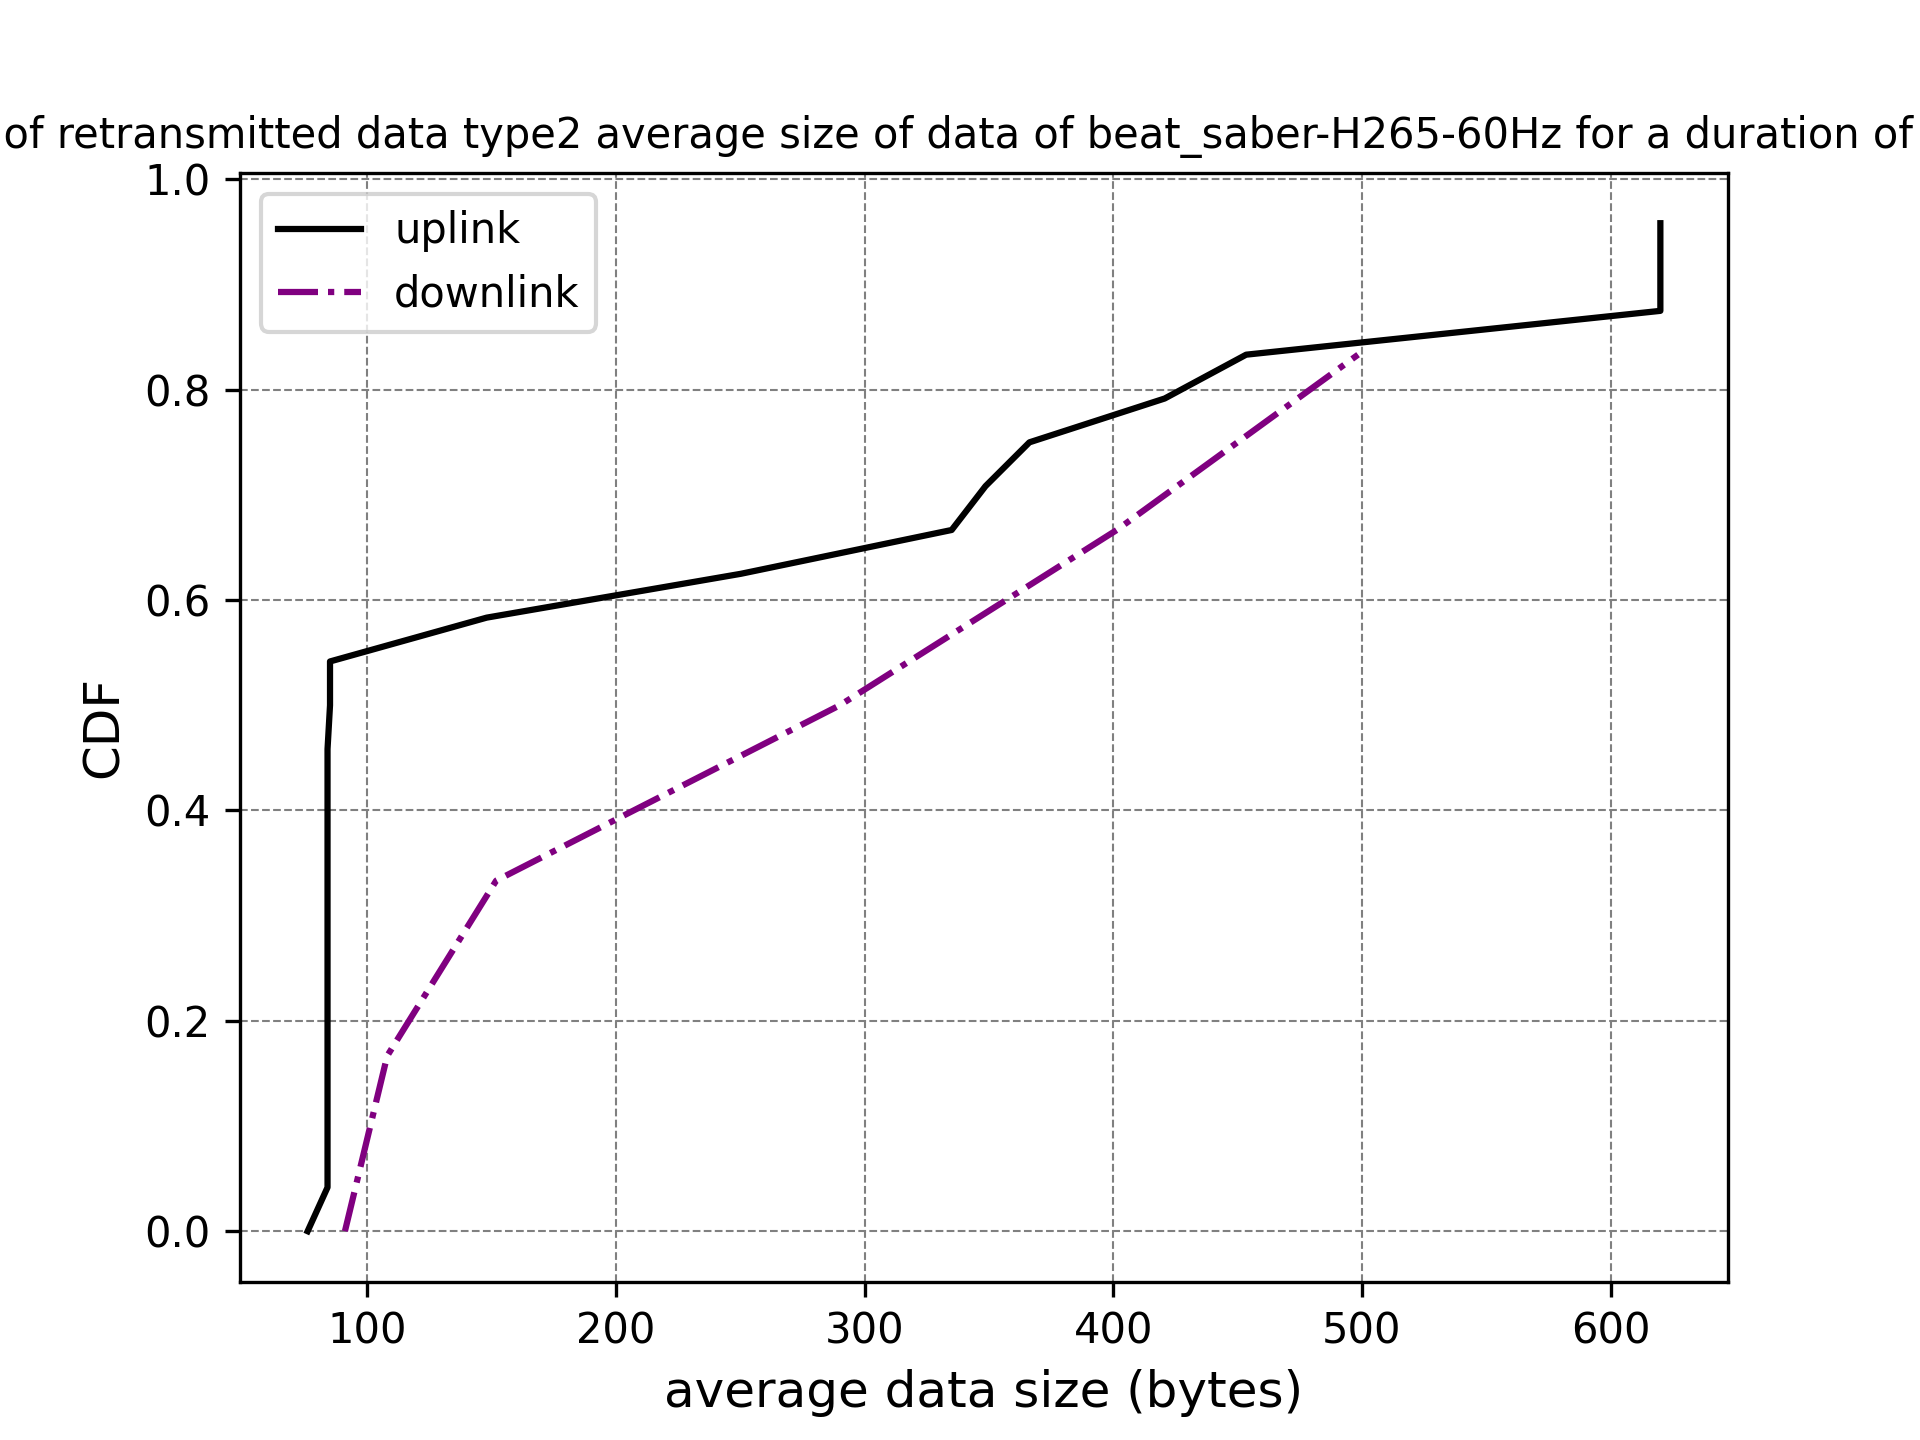 of retransmitted data type2 average size of data of beat_saber-H265-60Hz for a duration of
1.0
0.8
0.6
0.4
0.2
0.0
CDF
uplink
downlink
100 200 300 400 500 600
average data size (bytes)